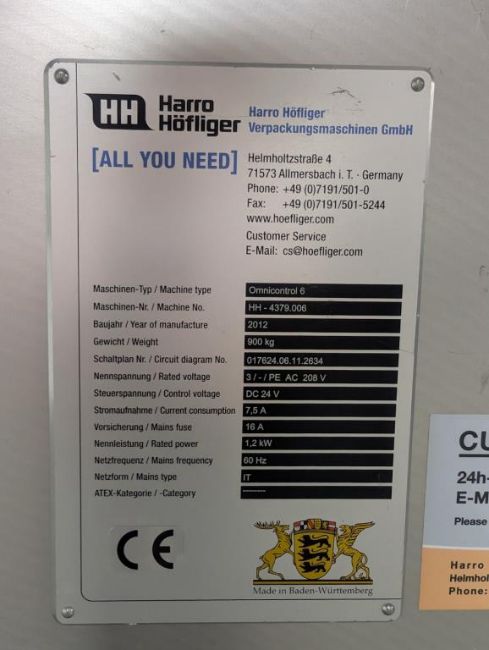 HH Harro Höfliger
[ALL YOU NEED]
Harro Höfliger
Verpackungsmaschinen GmbH
Helmholtzstraße 4
71573 Allmersbach i. T. · Germany
Phone: +49 (0)7191/501-0
Fax: +49 (0)7191/501-5244
www.hoefliger.com
Customer Service
E-Mail: cs@hoefliger.com
Maschinen-Typ / Machine type Omnicontrol 6
Maschinen-Nr. / Machine No. HH - 4379.006
Baujahr / Year of manufacture 2012
Gewicht / Weight 900 kg
Schaltplan Nr. / Circuit diagram No. 017624.06.11.2634
Nennspannung / Rated voltage 3 / - / PE AC 208 V
Steuerspannung / Control voltage DC 24 V
Stromaufnahme / Current consumption 7,5 A
Vorsicherung / Mains fuse 16 A
Nennleistung / Rated power 1,2 kW
Netzfrequenz / Mains frequency 60 Hz
Netzform / Mains type IT
ATEX-Kategorie / -Category -------
CE
Made in Baden-Württemberg
CU
24h-
E-M
Please
Harro
Helmhol
Phone: